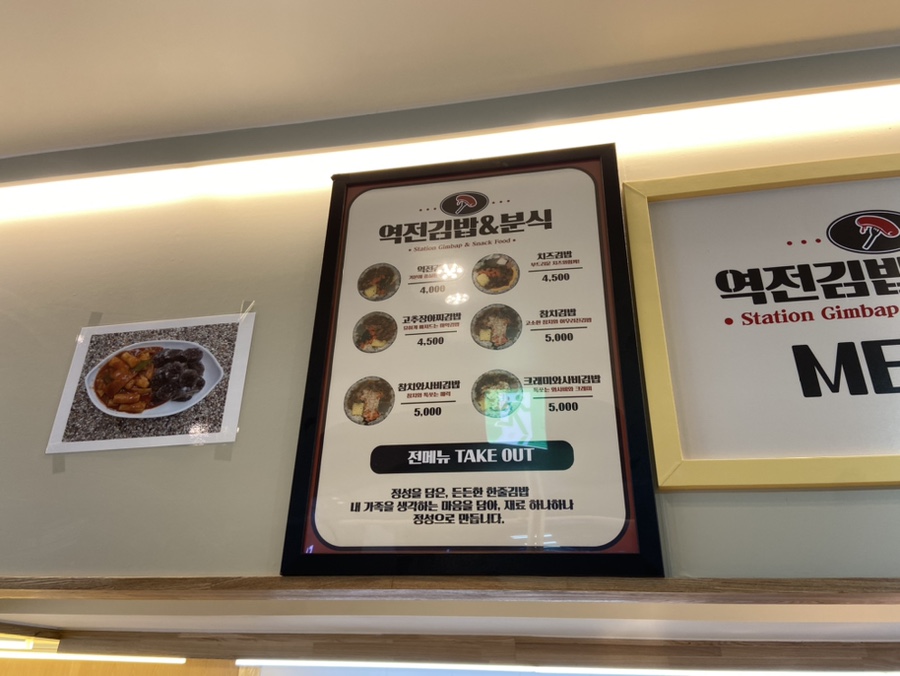 역전김밥&분식
• Station Gimbap & Snack Food •
4.000
치즈김밥
4.500
고추장어찌김밥
4,500
참치김밥
5.000
참치와사비김밥
5,000
크래미와사비김밥
5,000
전메뉴 TAKE OUT
정성을 담은, 든든한 한줄김밥
내 가족을 생각하는 마음을 담아, 재료 하나하나
정성으로 만듭니다.
역전김밥
• Station Gimbap
ME